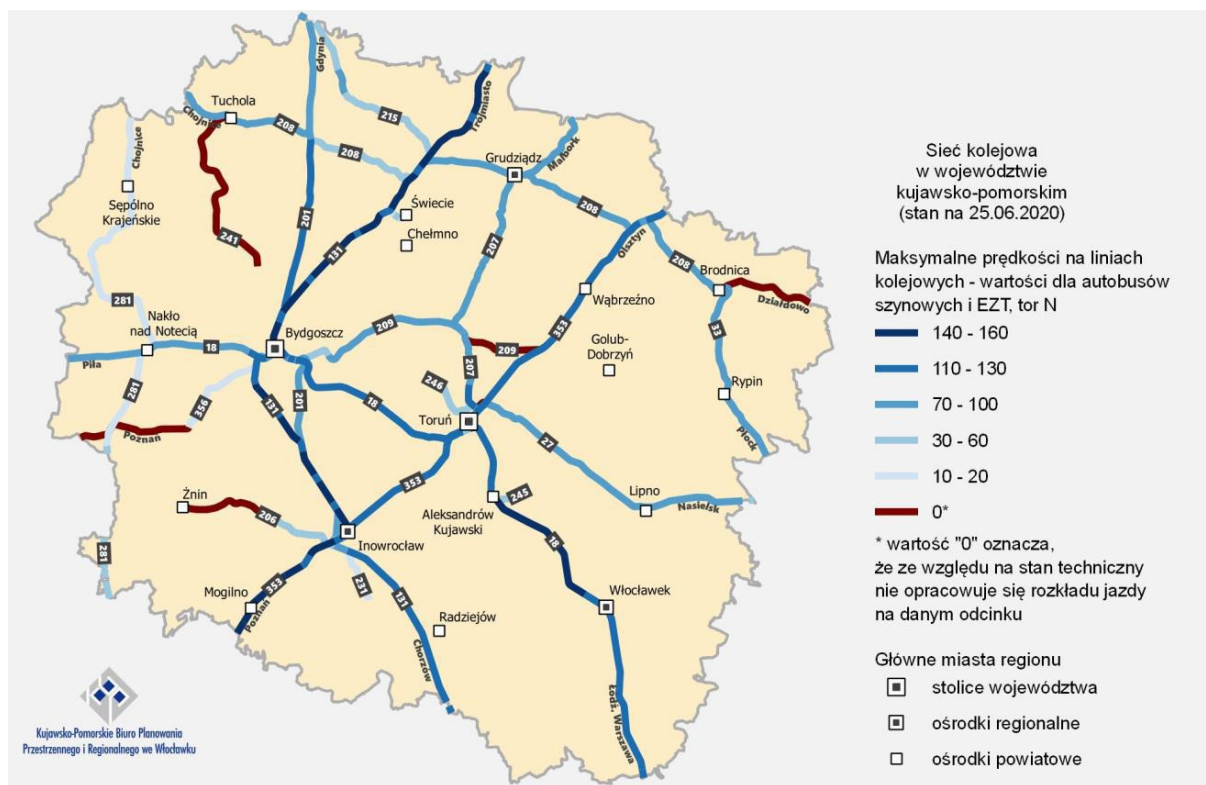 Gdynia
Trójmiasto
Chojnice
Tuchola
208
215
208
Chojnice
Grudziądz
Malbork
Sępólno
Krajeńskie
Świecie
Chełmno
201
131
207
208
Olsztyn
208
Brodnica
Działdowo
241
281
Nakło
nad Notecią
18
Piła
Bydgoszcz
209
Wąbrzeźno
353
33
Golub-
Dobrzyń
209
207
Rypin
281
356
Poznan
131
201
18
246
Toruń
27
Płock
353
Lipno
Nasielsk
Żnin
206
Inowrocław
245
Aleksandrów
Kujawski
18
281
Mogilno
353
Poznań
231
131
Radziejów
Chorzów
Włocławek
Łódź, Warszawa
Kujawsko-Pomorskie Biuro Planowania
Przestrzennego i Regionalnego we Włocławku
Sieć kolejowa
w województwie
kujawsko-pomorskim
(stan na 25.06.2020)
Maksymalne prędkości na liniach
kolejowych - wartości dla autobusów
szynowych i EZT, tor N
140 - 160
110 - 130
70 - 100
30 - 60
10 - 20
0*
* wartość "0" oznacza,
że ze względu na stan techniczny
nie opracowuje się rozkładu jazdy
na danym odcinku
Główne miasta regionu
stolice województwa
ośrodki regionalne
ośrodki powiatowe